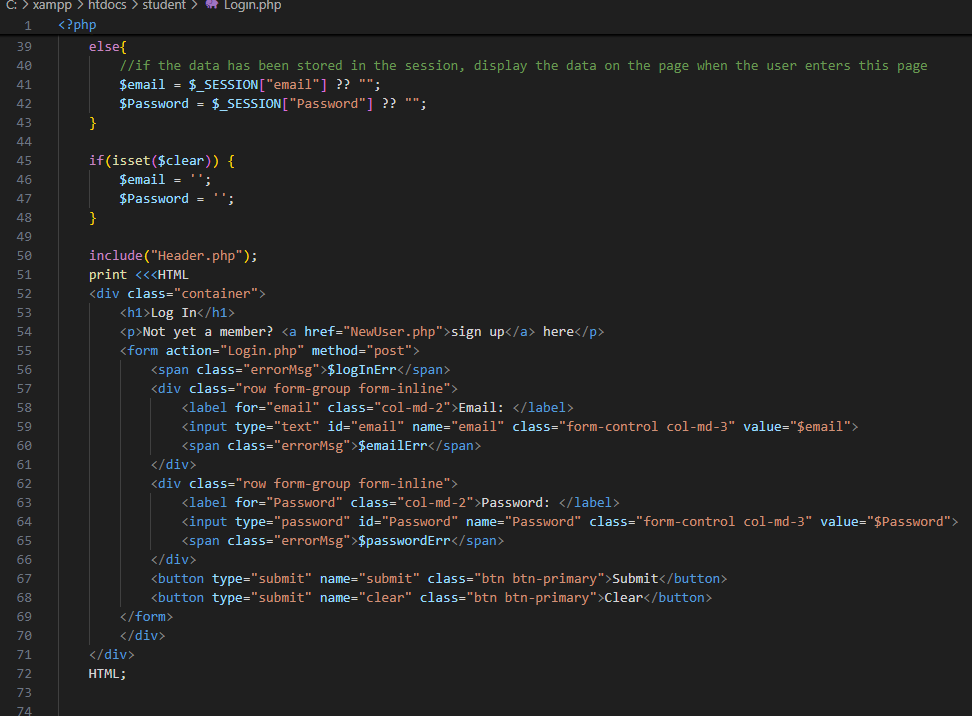 C: > xampp > htdocs > student > Login.php
1 <?php
39 else{
40 //if the data has been stored in the session, display the data on the page when the user enters this page
41 $email = $_SESSION["email"] ?? "";
42 $Password = $_SESSION["Password"] ?? "";
43 }
44
45 if(isset($clear)) {
46 $email = '';
47 $Password = '';
48 }
49
50 include("Header.php");
51 print <<<HTML
52 <div class="container">
53 <h1>Log In</h1>
54 <p>Not yet a member? <a href="NewUser.php">sign up</a> here</p>
55 <form action="Login.php" method="post">
56 <span class="errorMsg">$logInErr</span>
57 <div class="row form-group form-inline">
58 <label for="email" class="col-md-2">Email: </label>
59 <input type="text" id="email" name="email" class="form-control col-md-3" value="$email">
60 <span class="errorMsg">$emailErr</span>
61 </div>
62 <div class="row form-group form-inline">
63 <label for="Password" class="col-md-2">Password: </label>
64 <input type="password" id="Password" name="Password" class="form-control col-md-3" value="$Password">
65 <span class="errorMsg">$passwordErr</span>
66 </div>
67 <button type="submit" name="submit" class="btn btn-primary">Submit</button>
68 <button type="submit" name="clear" class="btn btn-primary">Clear</button>
69 </form>
70 </div>
71 </div>
72 HTML;
73
74